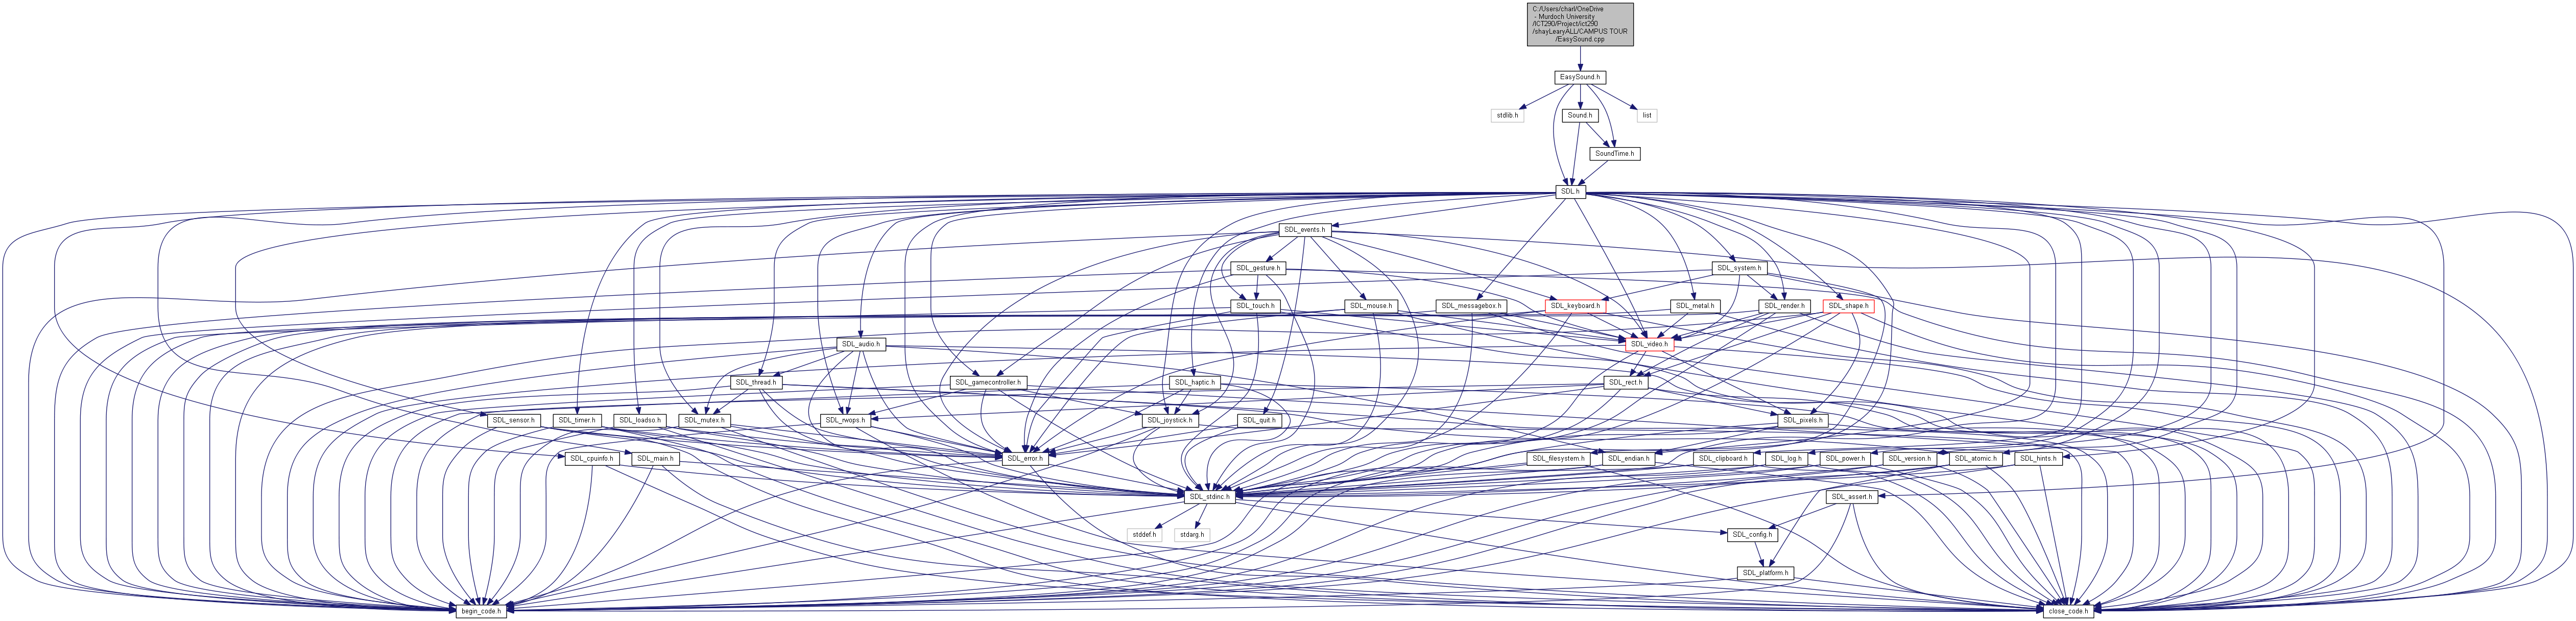 C:/Users/charl/OneDrive
- Murdoch University
/ICT290/Project/ict290
/shayLearyALL/CAMPUS TOUR
/EasySound.cpp
EasySound.h
stdlib.h
Sound.h
list
SoundTime.h
SDL.h
SDL_events.h
SDL_gesture.h
SDL_system.h
SDL_touch.h
SDL_mouse.h
SDL_messagebox.h
SDL_keyboard.h
SDL_metal.h
SDL_render.h
SDL_shape.h
SDL_audio.h
SDL_video.h
SDL_thread.h
SDL_gamecontroller.h
SDL_haptic.h
SDL_rect.h
SDL_sensor.h
SDL_timer.h
SDL_loadso.h
SDL_mutex.h
SDL_rwops.h
SDL_joystick.h
SDL_quit.h
SDL_pixels.h
SDL_cpuinfo.h
SDL_main.h
SDL_error.h
SDL_filesystem.h
SDL_endian.h
SDL_clipboard.h
SDL_log.h
SDL_power.h
SDL_version.h
SDL_atomic.h
SDL_hints.h
SDL_stdinc.h
SDL_assert.h
stddef.h
stdarg.h
SDL_config.h
SDL_platform.h
begin_code.h
close_code.h